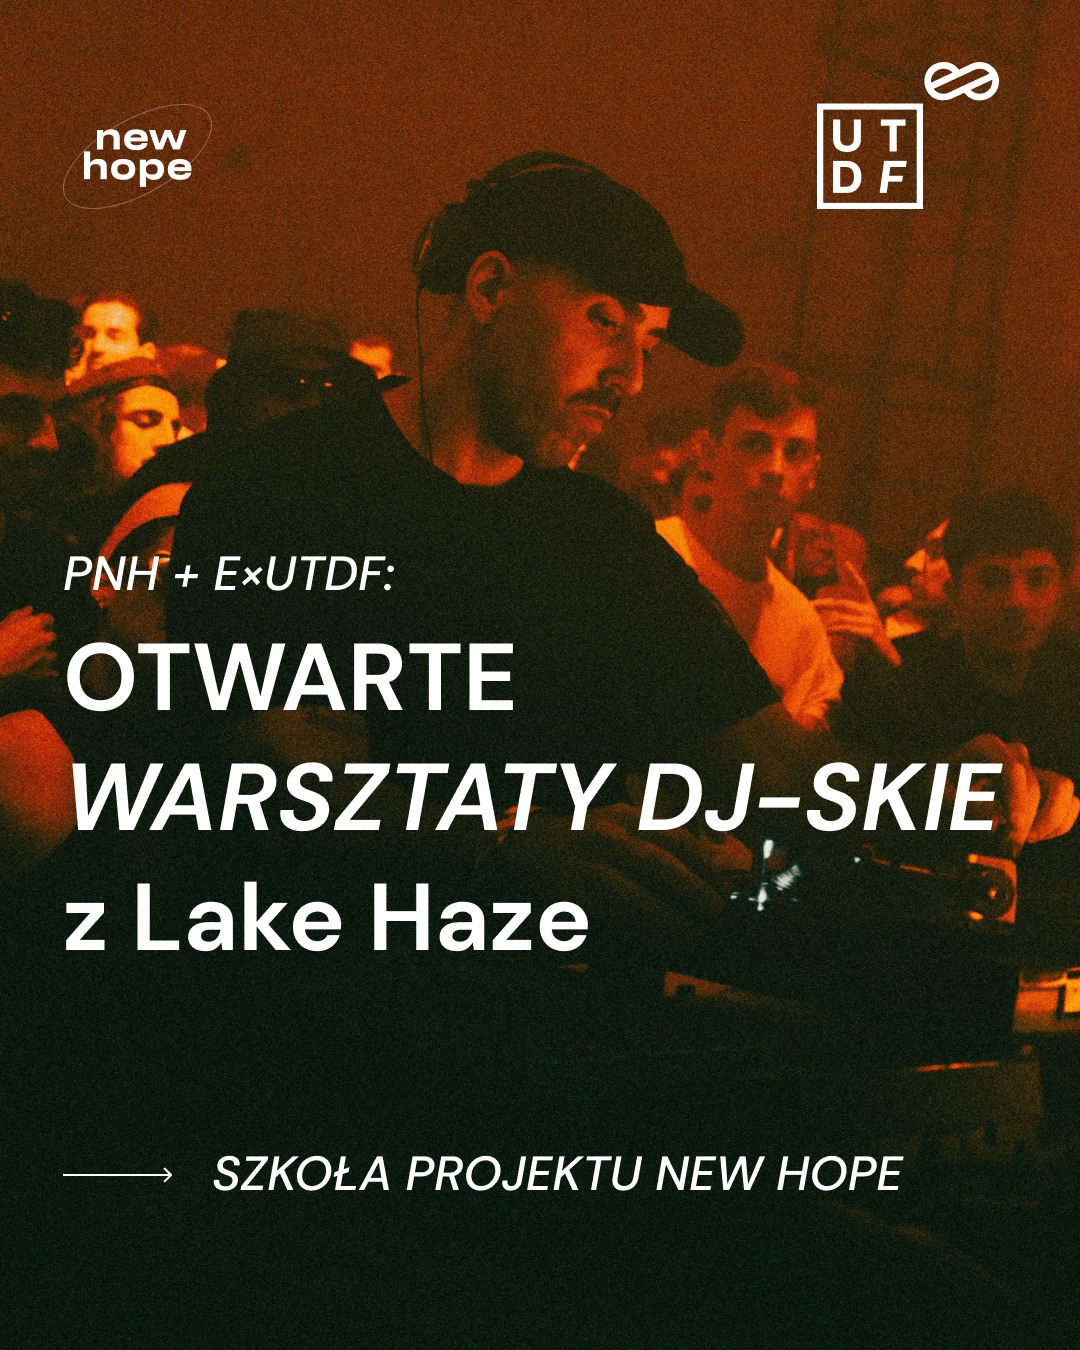 new
hope
U T
D F
PNH + E×UTDF:
OTWARTE
WARSZTATY DJ-SKIE
z Lake Haze
SZKOŁA PROJEKTU NEW HOPE